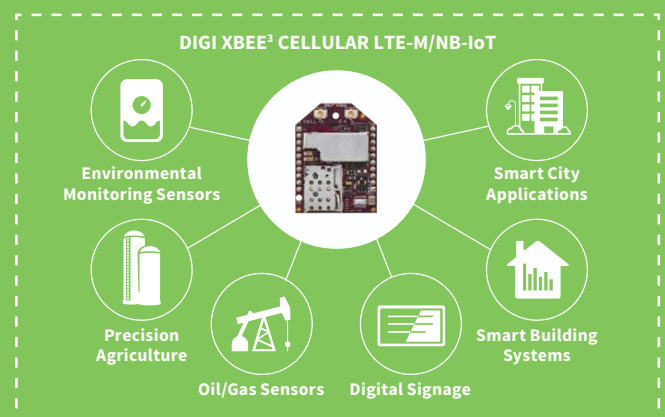 DIGI XBEE³ CELLULAR LTE-M/NB-IoT
Environmental
Monitoring Sensors
Smart City
Applications
Precision
Agriculture
Smart Building
Systems
Oil/Gas Sensors
Digital Signage